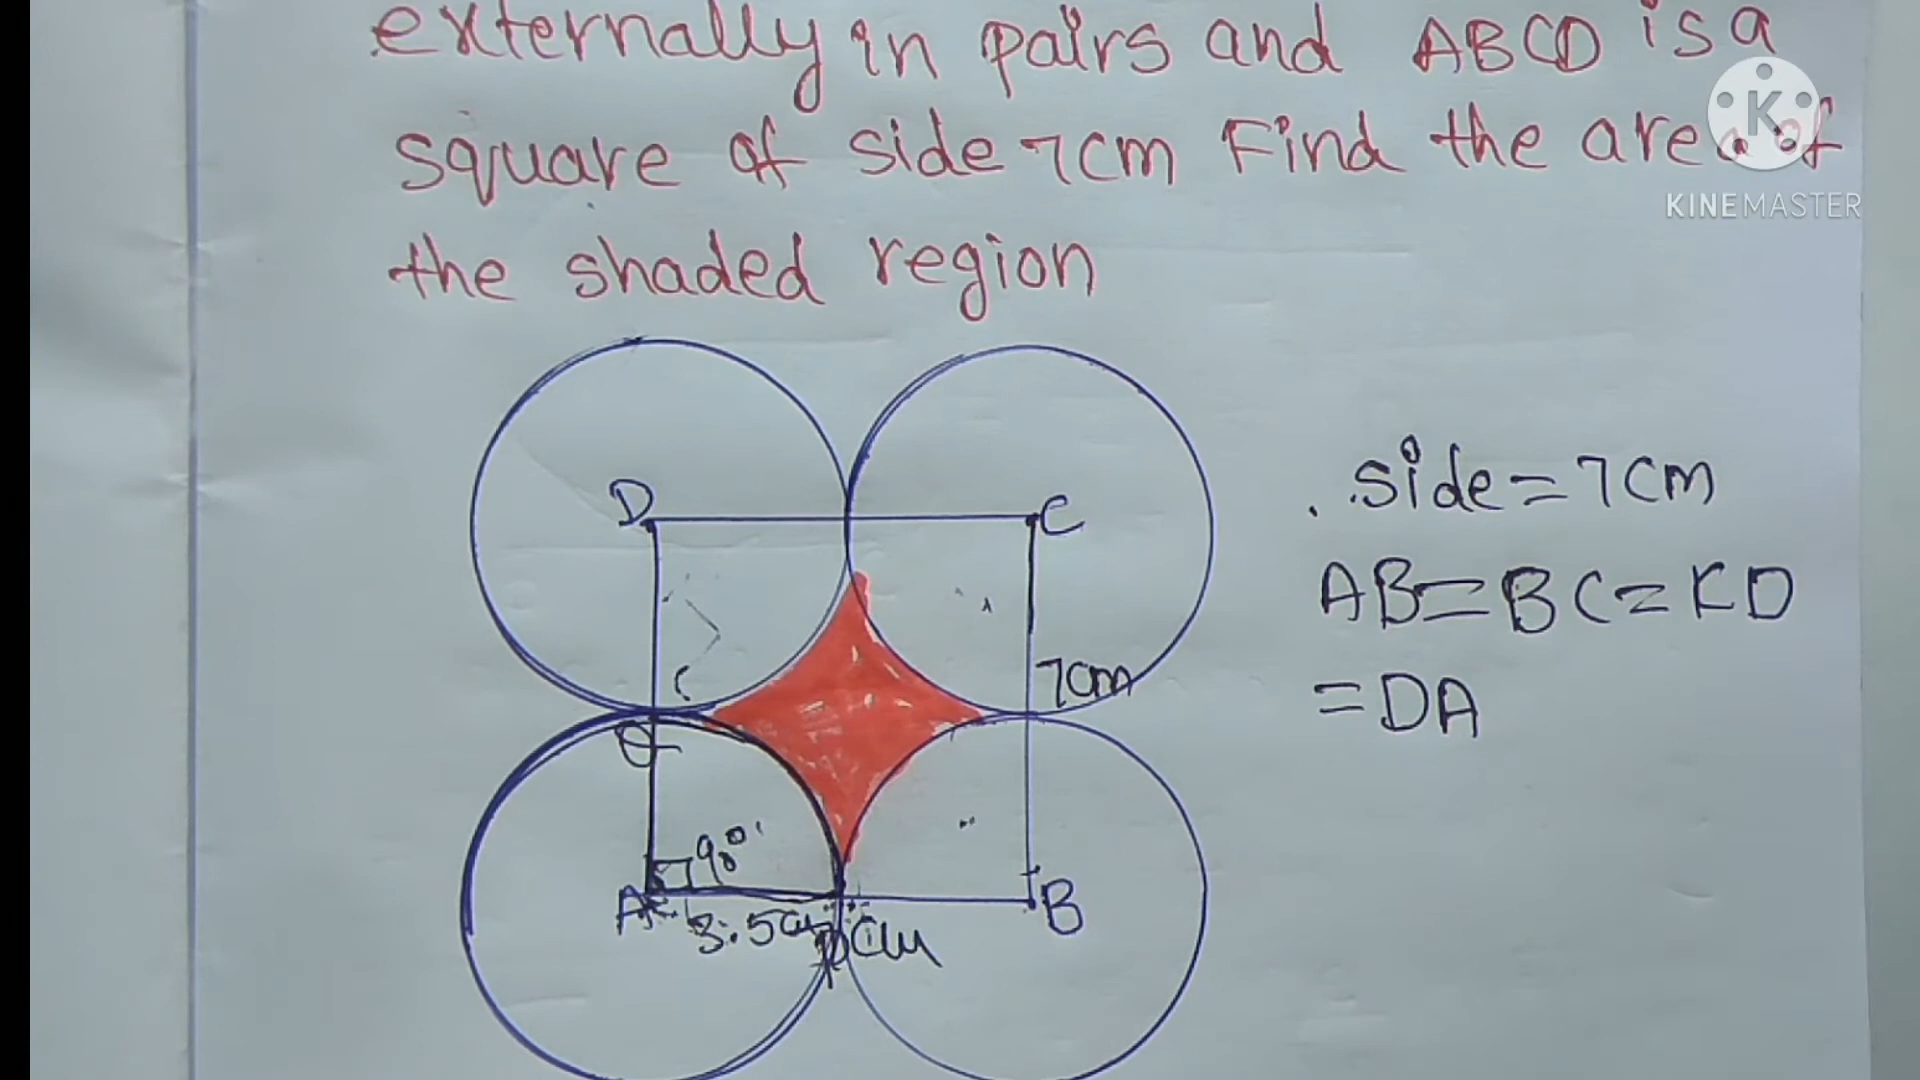 externally in pairs and ABCD is a
square of side 7cm Find the area of
the shaded region
K
KINEMASTER
D
C
. side=7cm
AB=BC=KD
7cm
=DA
90°
A
B
3.5cm